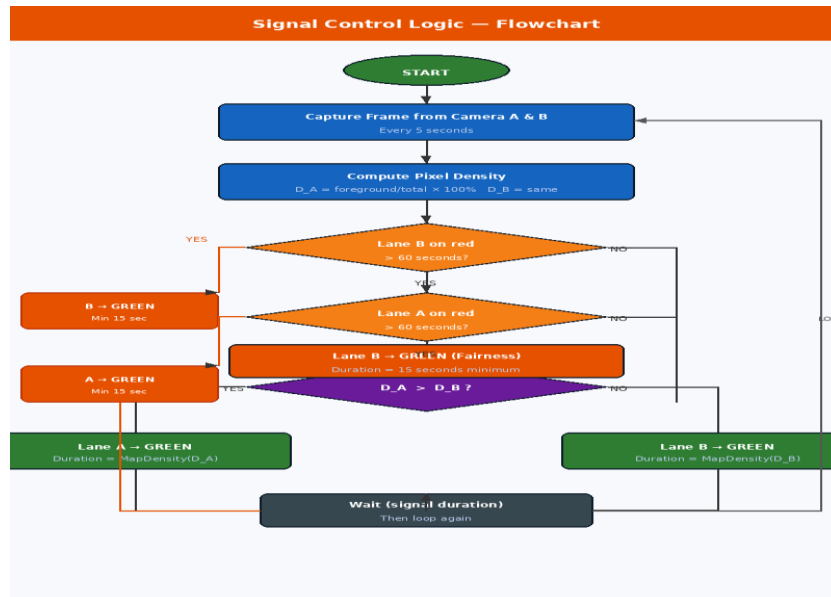 Signal Control Logic — Flowchart
START
Capture Frame from Camera A & B
Every 5 seconds
Compute Pixel Density
D_A = foreground/total × 100%   D_B = same
YES
Lane B on red
> 60 seconds?
NO
YES
B → GREEN
Min 15 sec
Lane A on red
> 60 seconds?
NO
LO
Lane B → GREEN (Fairness)
Duration = 15 seconds minimum
A → GREEN
Min 15 sec
YES
D_A > D_B ?
NO
Lane A → GREEN
Duration = MapDensity(D_A)
Lane B → GREEN
Duration = MapDensity(D_B)
Wait (signal duration)
Then loop again